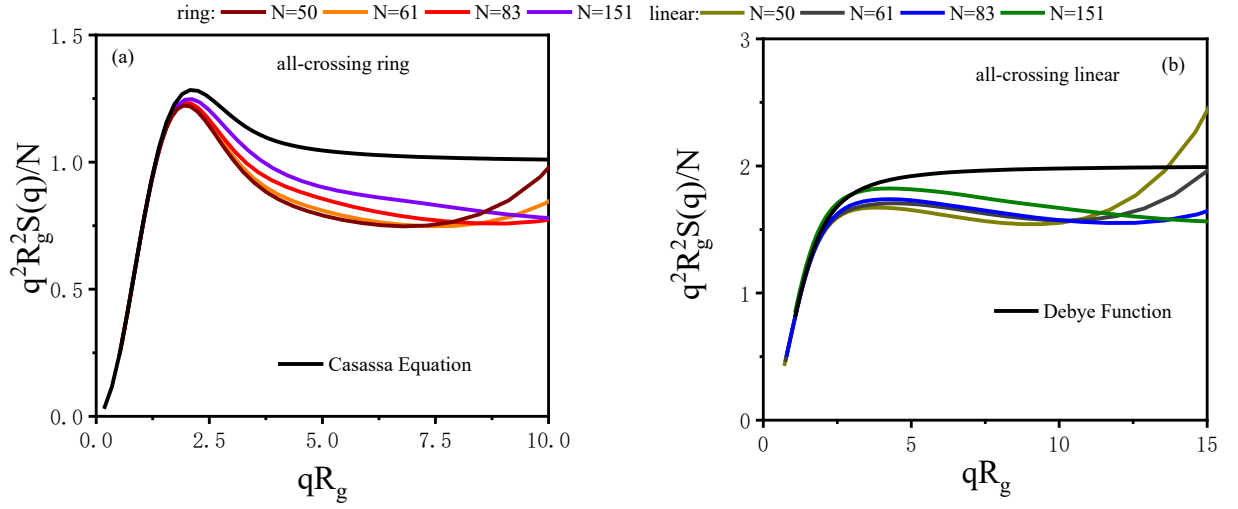 ring: N=50 N=61 N=83 N=151 linear: N=50 N=61 N=83 N=151
(a)
all-crossing ring
1.5
1.0
0.5
0.0
q²R_g²S(q)/N
Casassa Equation
0.0 2.5 5.0 7.5 10.0
qR_g
(b)
all-crossing linear
3
2
1
0
q²R_g²S(q)/N
Debye Function
0 5 10 15
qR_g